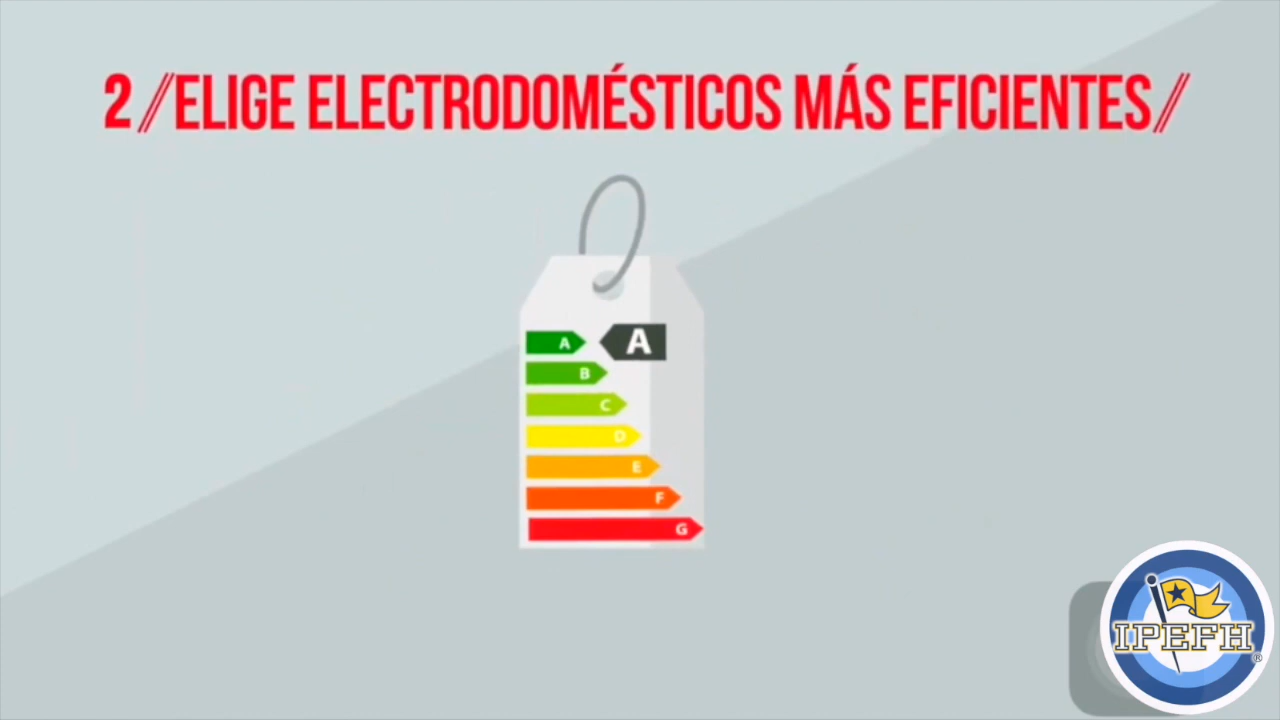 2 //ELIGE ELECTRODOMÉSTICOS MÁS EFICIENTES//
A A
B
C
D
E
F
G
IPEFH®